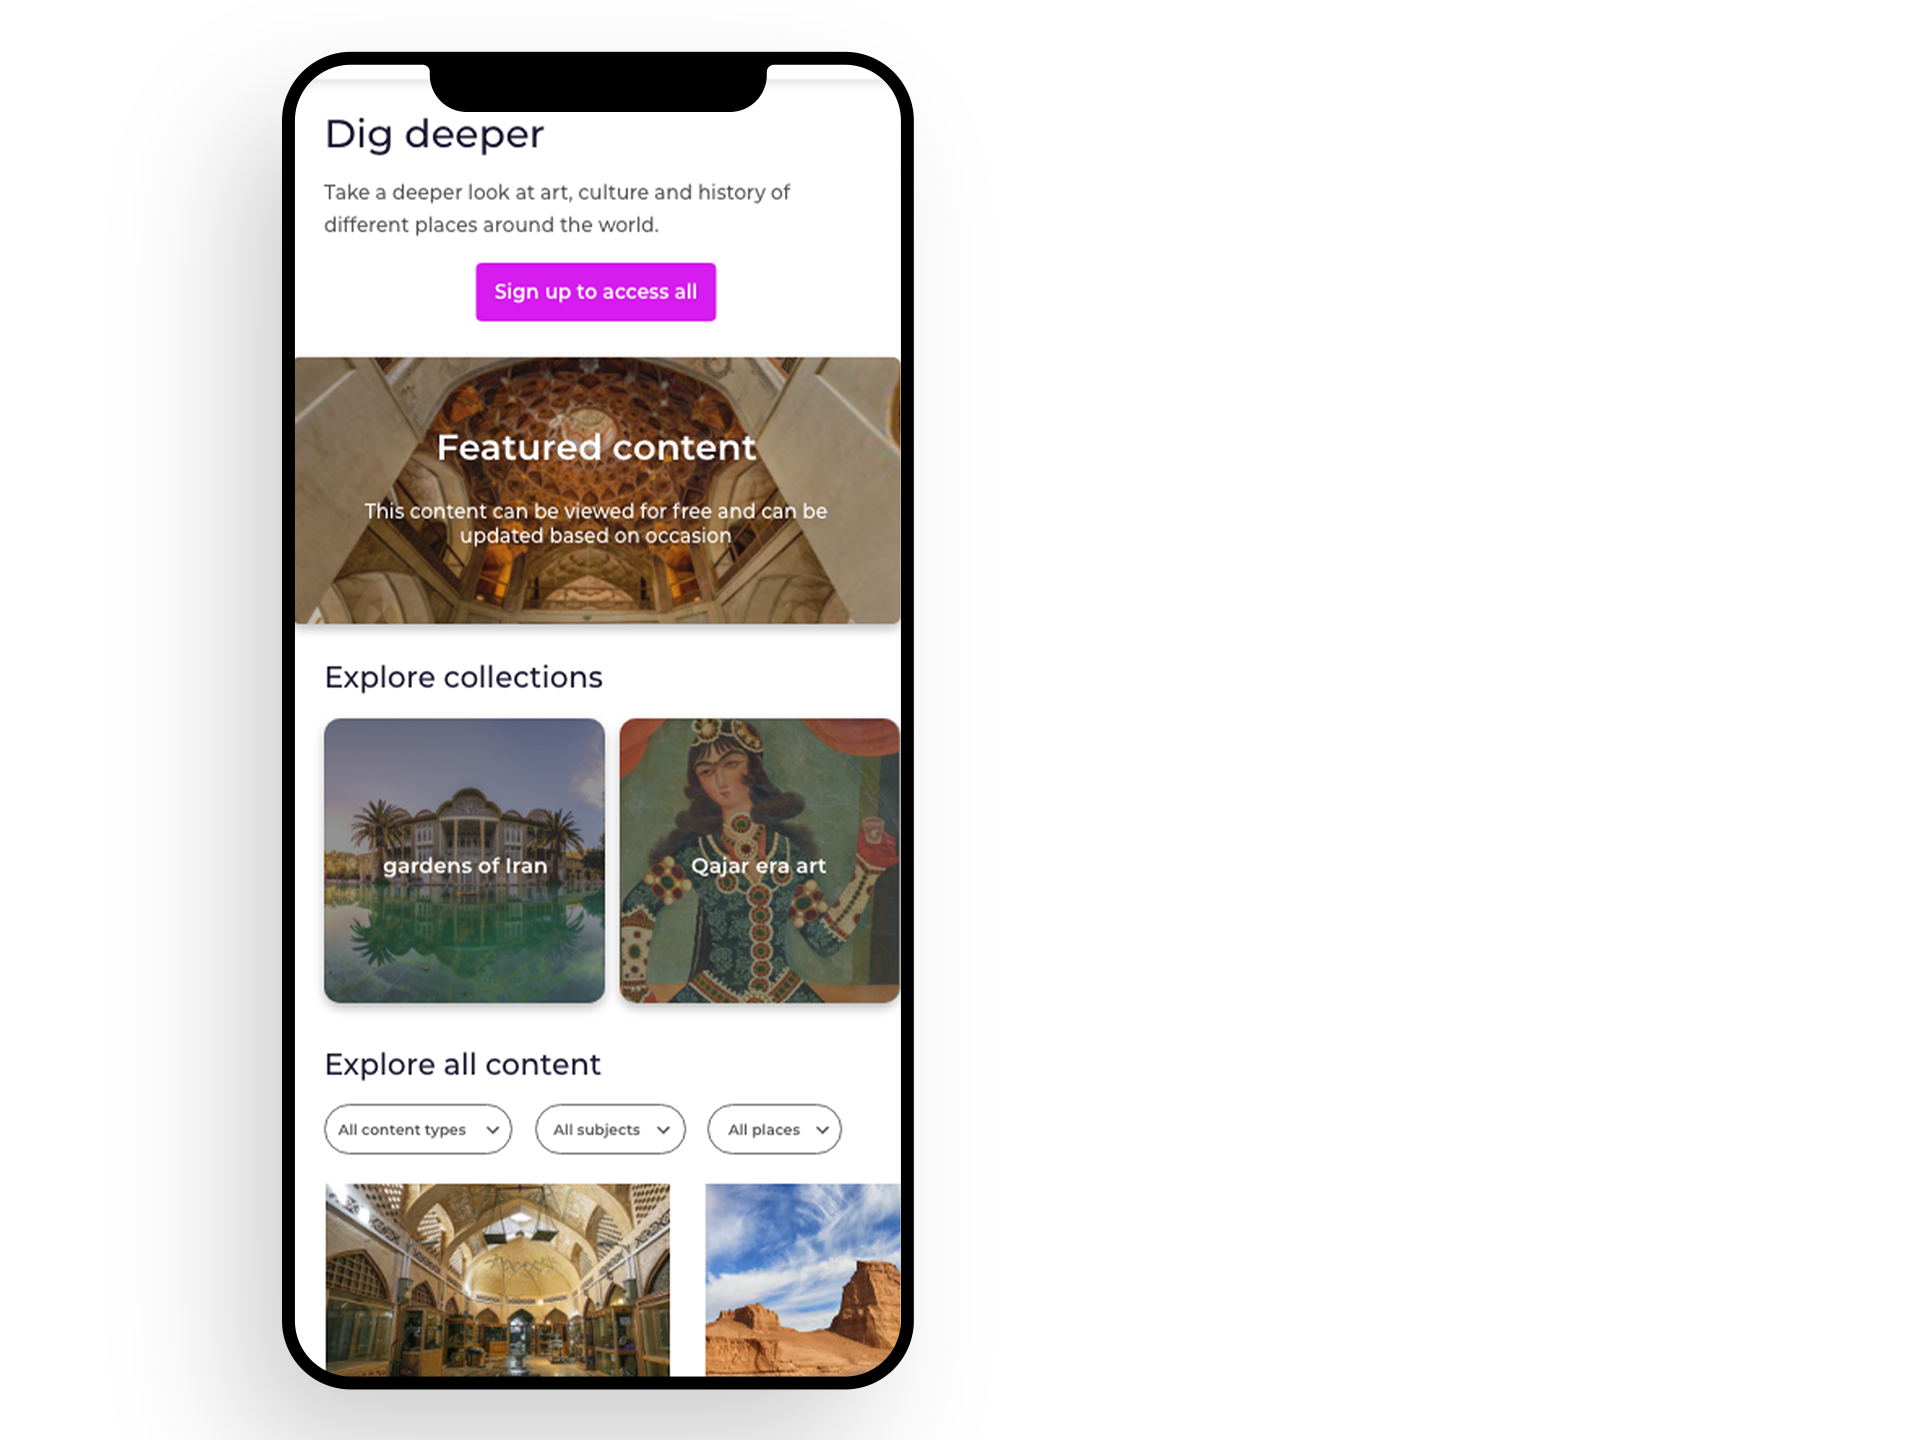 Dig deeper
Take a deeper look at art, culture and history of
different places around the world.
Sign up to access all
Featured content
This content can be viewed for free and can be
updated based on occasion
Explore collections
gardens of Iran
Qajar era art
Explore all content
All content types
All subjects
All places